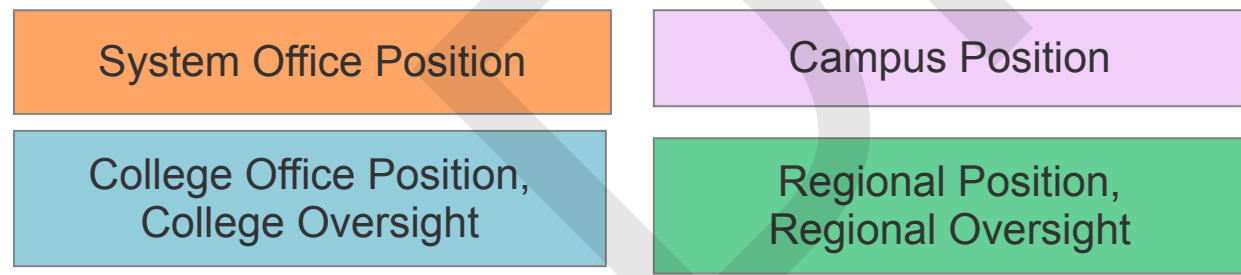 System Office Position
Campus Position
College Office Position,
College Oversight
Regional Position,
Regional Oversight